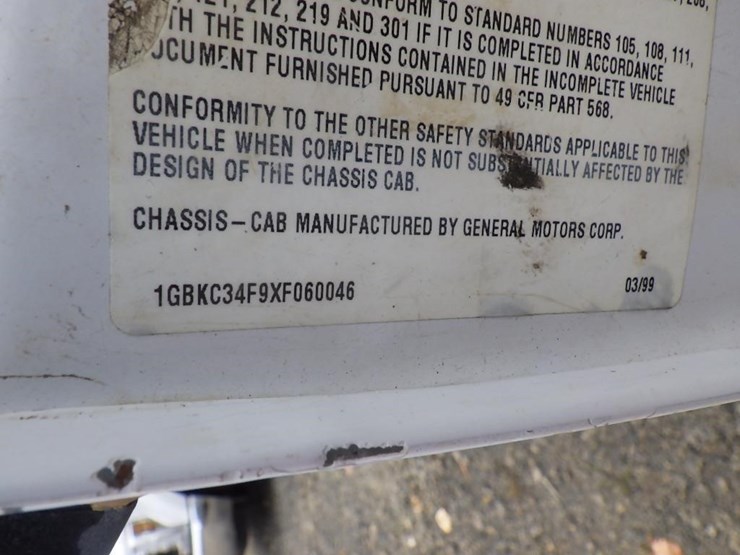 CONFORM TO STANDARD NUMBERS 105, 108, 111,
212, 219 AND 301 IF IT IS COMPLETED IN ACCORDANCE
THE INSTRUCTIONS CONTAINED IN THE INCOMPLETE VEHICLE
DOCUMENT FURNISHED PURSUANT TO 49 CFR PART 568.
CONFORMITY TO THE OTHER SAFETY STANDARDS APPLICABLE TO THIS
VEHICLE WHEN COMPLETED IS NOT SUBSTANTIALLY AFFECTED BY THE
DESIGN OF THE CHASSIS CAB.
CHASSIS-CAB MANUFACTURED BY GENERAL MOTORS CORP.
1GBKC34F9XF060046 03/99